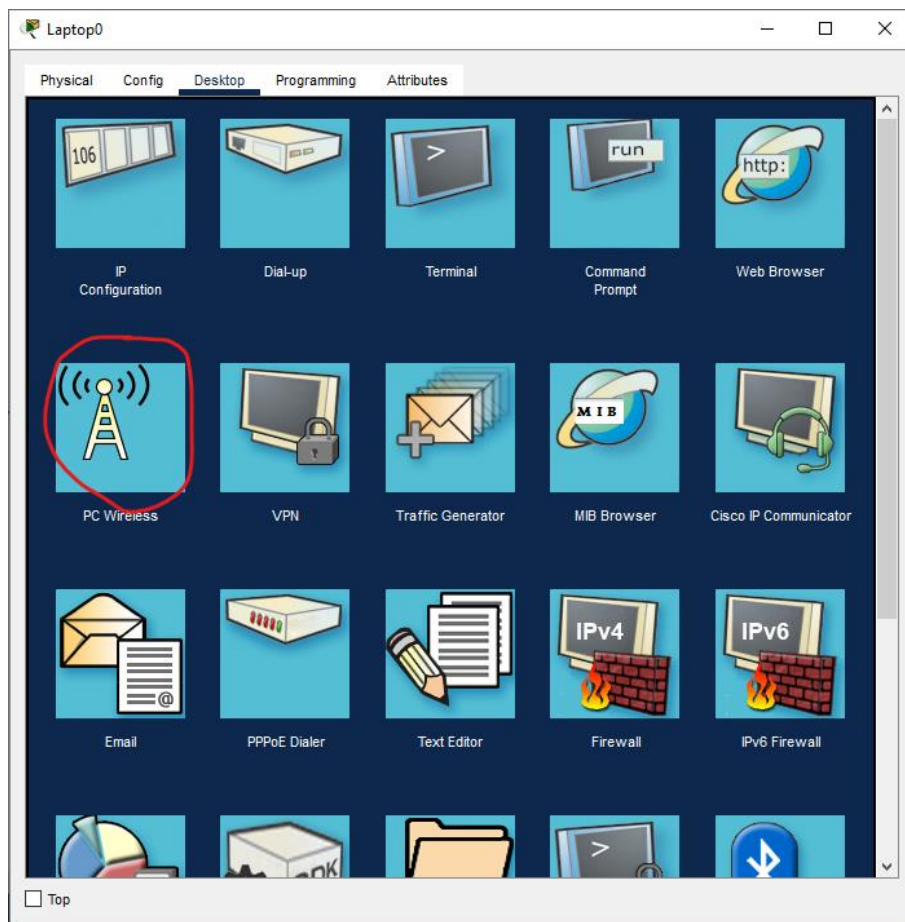 Laptop0
Physical Config Desktop Programming Attributes
106
>
run
http:
IP
Configuration
Dial-up
Terminal
Command
Prompt
Web Browser
MIB
PC Wireless
VPN
Traffic Generator
MIB Browser
Cisco IP Communicator
@
IPv4
IPv6
Email
PPPoE Dialer
Text Editor
Firewall
IPv6 Firewall
>
Top